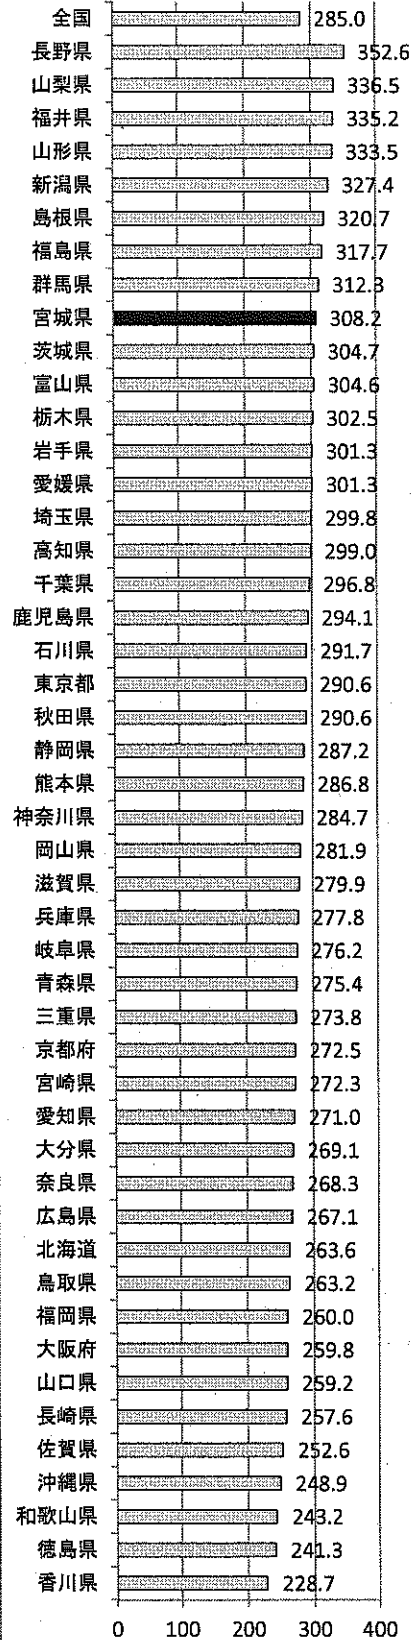 全国 285.0
長野県 352.6
山梨県 336.5
福井県 335.2
山形県 333.5
新潟県 327.4
島根県 320.7
福島県 317.7
群馬県 312.3
宮城県 308.2
茨城県 304.7
富山県 304.6
栃木県 302.5
岩手県 301.3
愛媛県 301.3
埼玉県 299.8
高知県 299.0
千葉県 296.8
鹿児島県 294.1
石川県 291.7
東京都 290.6
秋田県 290.6
静岡県 287.2
熊本県 286.8
神奈川県 284.7
岡山県 281.9
滋賀県 279.9
兵庫県 277.8
岐阜県 276.2
青森県 275.4
三重県 273.8
京都府 272.5
宮崎県 272.3
愛知県 271.0
大分県 269.1
奈良県 268.3
広島県 267.1
北海道 263.6
鳥取県 263.2
福岡県 260.0
大阪府 259.8
山口県 259.2
長崎県 257.6
佐賀県 252.6
沖縄県 248.9
和歌山県 243.2
徳島県 241.3
香川県 228.7
0 100 200 300 400